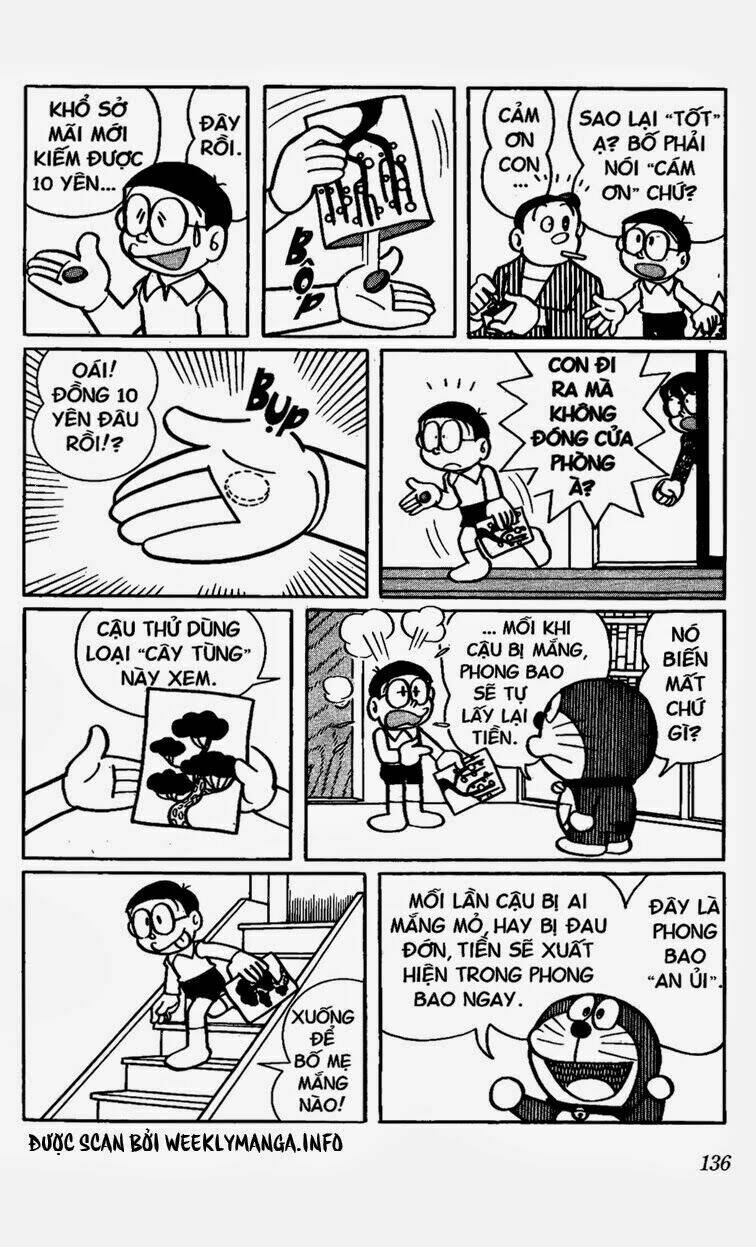 SAO LẠI "TỐT"
Ạ? BỐ PHẢI
NÓI "CÁM
ƠN" CHỨ?
CẢM
ƠN
CON
...
BỘP
ĐÂY
RỒI.
KHỔ SỞ
MÃI MỚI
KIẾM ĐƯỢC
10 YÊN...
CON ĐI
RA MÀ
KHÔNG
ĐÓNG CỬA
PHÒNG
À?
BỤP
OÁI!
ĐỒNG 10
YÊN ĐÂU
RỒI!?
NÓ
BIẾN
MẤT
CHỨ
GÌ?
... MỖI KHI
CẬU BỊ MẮNG,
PHONG BAO
SẼ TỰ
LẤY LẠI
TIỀN.
CẬU THỬ DÙNG
LOẠI "CÂY TÙNG"
NÀY XEM.
ĐÂY LÀ
PHONG
BAO
"AN ỦI".
MỖI LẦN CẬU BỊ AI
MẮNG MỎ, HAY BỊ ĐAU
ĐỚN, TIỀN SẼ XUẤT
HIỆN TRONG PHONG
BAO NGAY.
XUỐNG
ĐỂ
BỐ MẸ
MẮNG
NÀO!
ĐƯỢC SCAN BỞI WEEKLYMANGA.INFO
136